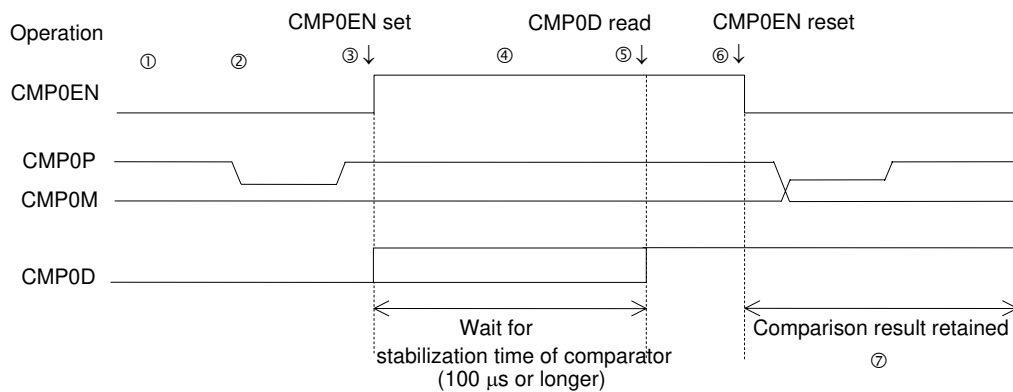 CMP0EN set CMP0D read CMP0EN reset
Operation
① ② ③ ↓ ④ ⑤ ↓ ⑥ ↓
CMP0EN
CMP0P
CMP0M
CMP0D
Wait for
stabilization time of comparator
(100 μs or longer)
Comparison result retained
⑦